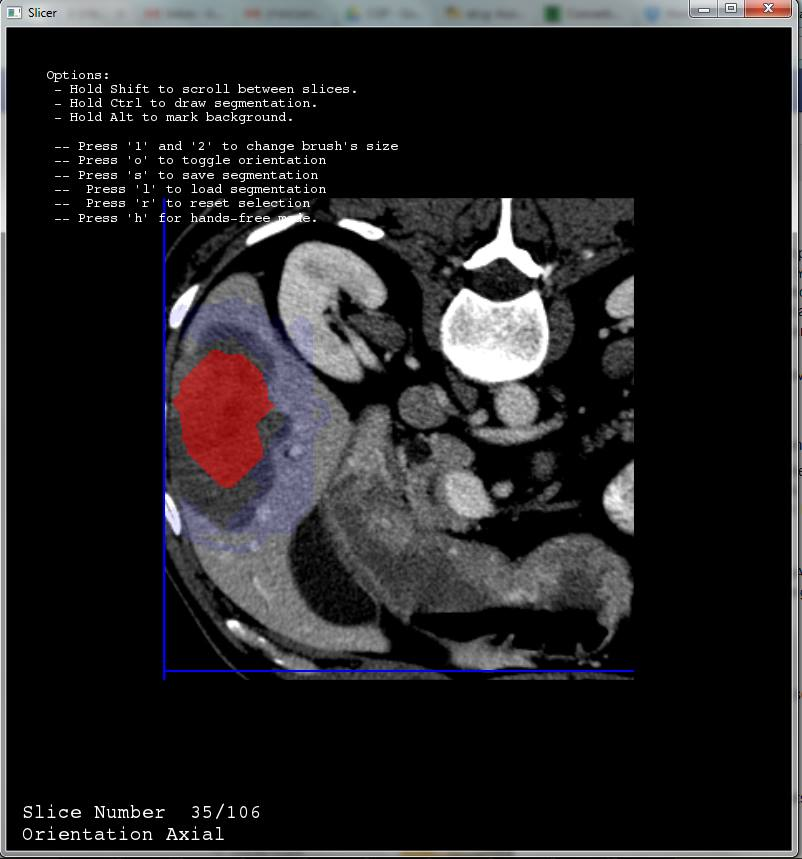 Slicer
Options:
- Hold Shift to scroll between slices.
- Hold Ctrl to draw segmentation.
- Hold Alt to mark background.
-- Press '1' and '2' to change brush's size
-- Press 'o' to toggle orientation
-- Press 's' to save segmentation
-- Press 'l' to load segmentation
-- Press 'r' to reset selection
-- Press 'h' for hands-free mode.
Slice Number 35/106
Orientation Axial